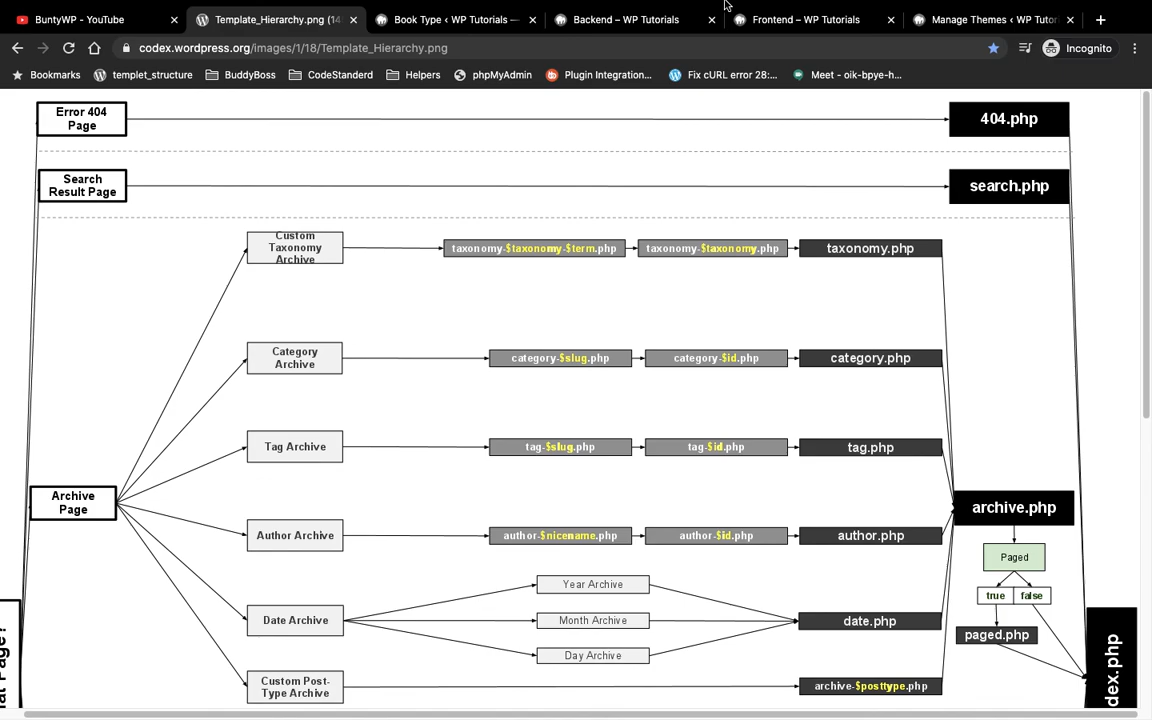 BuntyWP - YouTube
Template_Hierarchy.png (14
Book Type ‹ WP Tutorials —
Backend – WP Tutorials
Frontend – WP Tutorials
Manage Themes ‹ WP Tutor
codex.wordpress.org/images/1/18/Template_Hierarchy.png
Incognito
Bookmarks
templet_structure
BuddyBoss
CodeStanderd
Helpers
phpMyAdmin
Plugin Integration...
Fix cURL error 28:...
Meet - oik-bpye-h...
Error 404
Page
404.php
Search
Result Page
search.php
Custom
Taxonomy
Archive
taxonomy-$taxonomy-$term.php
taxonomy-$taxonomy.php
taxonomy.php
Category
Archive
category-$slug.php
category-$id.php
category.php
Tag Archive
tag-$slug.php
tag-$id.php
tag.php
Archive
Page
archive.php
Author Archive
author-$nicename.php
author-$id.php
author.php
Paged
true
false
paged.php
Date Archive
Year Archive
Month Archive
Day Archive
date.php
Custom Post-
Type Archive
archive-$posttype.php
at Page?
dex.php